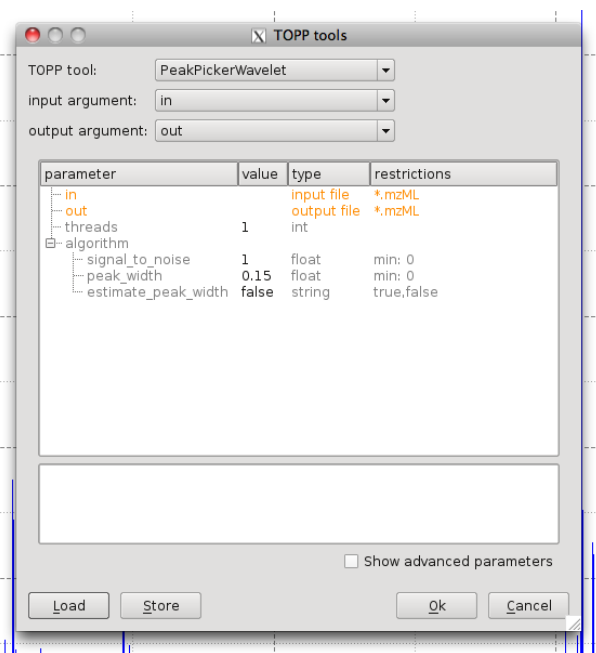 TOPP tools
TOPP tool: PeakPickerWavelet
input argument: in
output argument: out
parameter value type restrictions
in input file *.mzML
out output file *.mzML
threads 1 int
algorithm
signal_to_noise 1 float min: 0
peak_width 0.15 float min: 0
estimate_peak_width false string true,false
Show advanced parameters
Load Store Ok Cancel